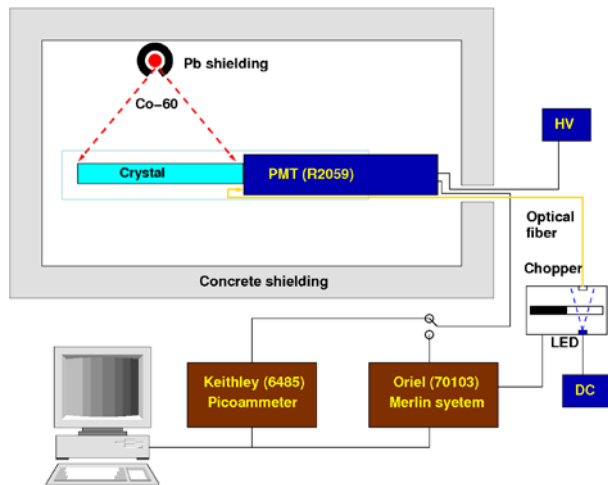 Pb shielding
Co-60
HV
Crystal
PMT (R2059)
Optical
fiber
Chopper
Concrete shielding
LED
Keithley (6485)
Picoammeter
Oriel (70103)
Merlin syetem
DC